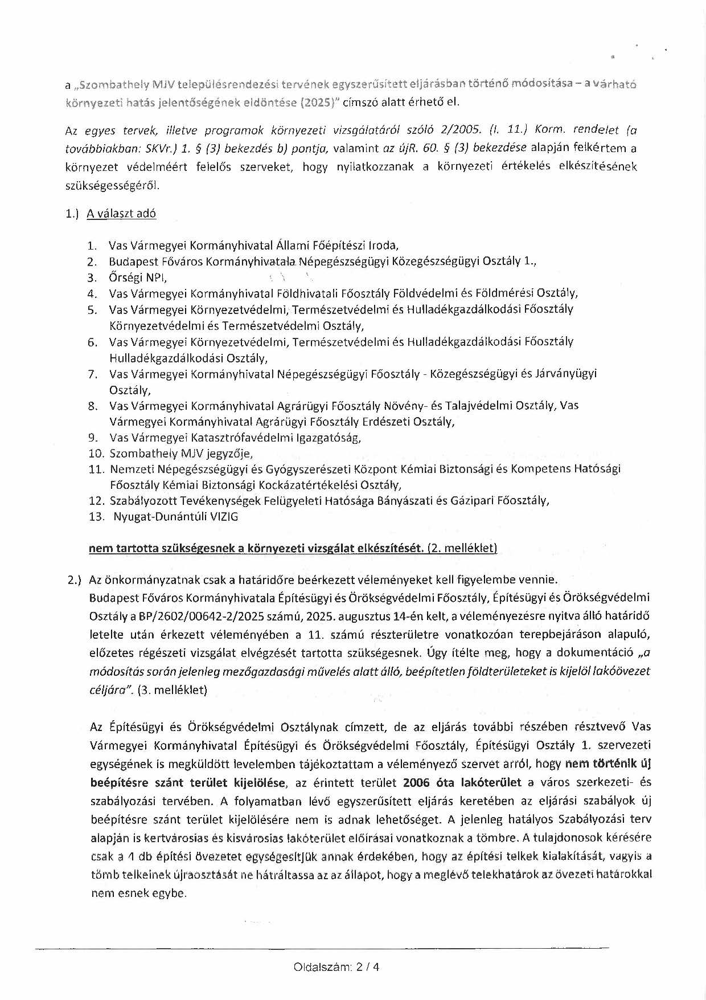 a „Szombathely MJV településrendezési tervének egyszerűsített eljárásban történő módosítása – a várható
környezeti hatás jelentőségének eldöntése (2025)" címszó alatt érhető el.
Az egyes tervek, illetve programok környezeti vizsgálatáról szóló 2/2005. (I. 11.) Korm. rendelet (a
továbbiakban: SKVr.) 1. § (3) bekezdés b) pontja, valamint az újR. 60. § (3) bekezdése alapján felkértem a
környezet védelméért felelős szerveket, hogy nyilatkozzanak a környezeti értékelés elkészítésének
szükségességéről.
1.) A választ adó
1. Vas Vármegyei Kormányhivatal Állami Főépítészi Iroda,
2. Budapest Főváros Kormányhivatala Népegészségügyi Közegészségügyi Osztály 1.,
3. Őrségi NPI,
4. Vas Vármegyei Kormányhivatal Földhivatali Főosztály Földvédelmi és Földmérési Osztály,
5. Vas Vármegyei Környezetvédelmi, Természetvédelmi és Hulladékgazdálkodási Főosztály
Környezetvédelmi és Természetvédelmi Osztály,
6. Vas Vármegyei Környezetvédelmi, Természetvédelmi és Hulladékgazdálkodási Főosztály
Hulladékgazdálkodási Osztály,
7. Vas Vármegyei Kormányhivatal Népegészségügyi Főosztály - Közegészségügyi és Járványügyi
Osztály,
8. Vas Vármegyei Kormányhivatal Agrárügyi Főosztály Növény- és Talajvédelmi Osztály, Vas
Vármegyei Kormányhivatal Agrárügyi Főosztály Erdészeti Osztály,
9. Vas Vármegyei Katasztrófavédelmi Igazgatóság,
10. Szombathely MJV jegyzője,
11. Nemzeti Népegészségügyi és Gyógyszerészeti Központ Kémiai Biztonsági és Kompetens Hatósági
Főosztály Kémiai Biztonsági Kockázatértékelési Osztály,
12. Szabályozott Tevékenységek Felügyeleti Hatósága Bányászati és Gázipari Főosztály,
13. Nyugat-Dunántúli VIZIG
nem tartotta szükségesnek a környezeti vizsgálat elkészítését. (2. melléklet)
2.) Az önkormányzatnak csak a határidőre beérkezett véleményeket kell figyelembe vennie.
Budapest Főváros Kormányhivatala Építésügyi és Örökségvédelmi Főosztály, Építésügyi és Örökségvédelmi
Osztály a BP/2602/00642-2/2025 számú, 2025. augusztus 14-én kelt, a véleményezésre nyitva álló határidő
letelte után érkezett véleményében a 11. számú részterületre vonatkozóan terepbejáráson alapuló,
előzetes régészeti vizsgálat elvégzését tartotta szükségesnek. Úgy ítélte meg, hogy a dokumentáció „a
módosítás során jelenleg mezőgazdasági művelés alatt álló, beépítetlen földterületeket is kijelöl lakóövezet
céljára". (3. melléklet)
Az Építésügyi és Örökségvédelmi Osztálynak címzett, de az eljárás további részében résztvevő Vas
Vármegyei Kormányhivatal Építésügyi és Örökségvédelmi Főosztály, Építésügyi Osztály 1. szervezeti
egységének is megküldött levelemben tájékoztattam a véleményező szervet arról, hogy nem történik új
beépítésre szánt terület kijelölése, az érintett terület 2006 óta lakóterület a város szerkezeti- és
szabályozási tervében. A folyamatban lévő egyszerűsített eljárás keretében az eljárási szabályok új
beépítésre szánt terület kijelölésére nem is adnak lehetőséget. A jelenleg hatályos Szabályozási terv
alapján is kertvárosias és kisvárosias lakóterület előírásai vonatkoznak a tömbre. A tulajdonosok kérésére
csak a 4 db építési övezetet egységesítjük annak érdekében, hogy az építési telkek kialakítását, vagyis a
tömb telkeinek újraosztását ne hátráltassa az az állapot, hogy a meglévő telekhatárok az övezeti határokkal
nem esnek egybe.
Oldalszám: 2 / 4